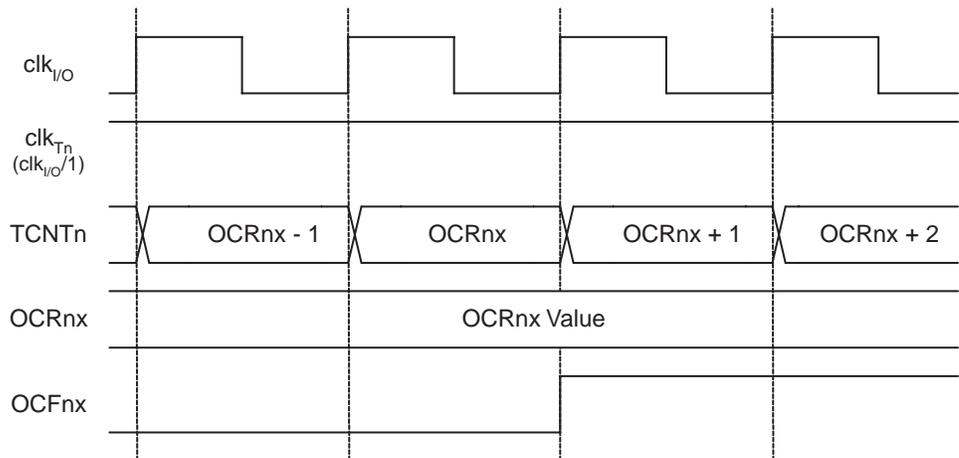 clkI/O
clkTn
(clkI/O/1)
TCNTn
OCRnx - 1
OCRnx
OCRnx + 1
OCRnx + 2
OCRnx
OCRnx Value
OCFnx